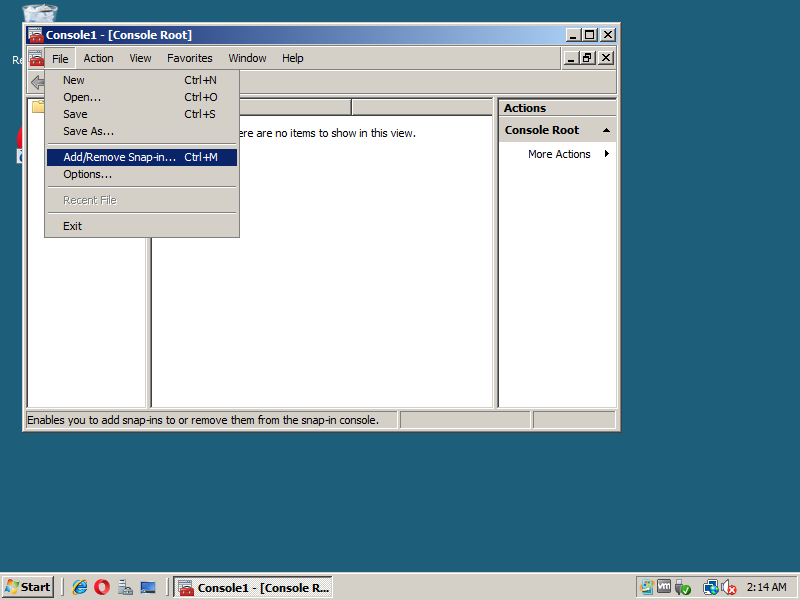 Console1 - [Console Root]
File Action View Favorites Window Help
New Ctrl+N
Open... Ctrl+O
Save Ctrl+S
Save As...
Add/Remove Snap-in... Ctrl+M
Options...
Recent File
Exit
are no items to show in this view.
Actions
Console Root
More Actions
Enables you to add snap-ins to or remove them from the snap-in console.
Start
Console1 - [Console R...
2:14 AM